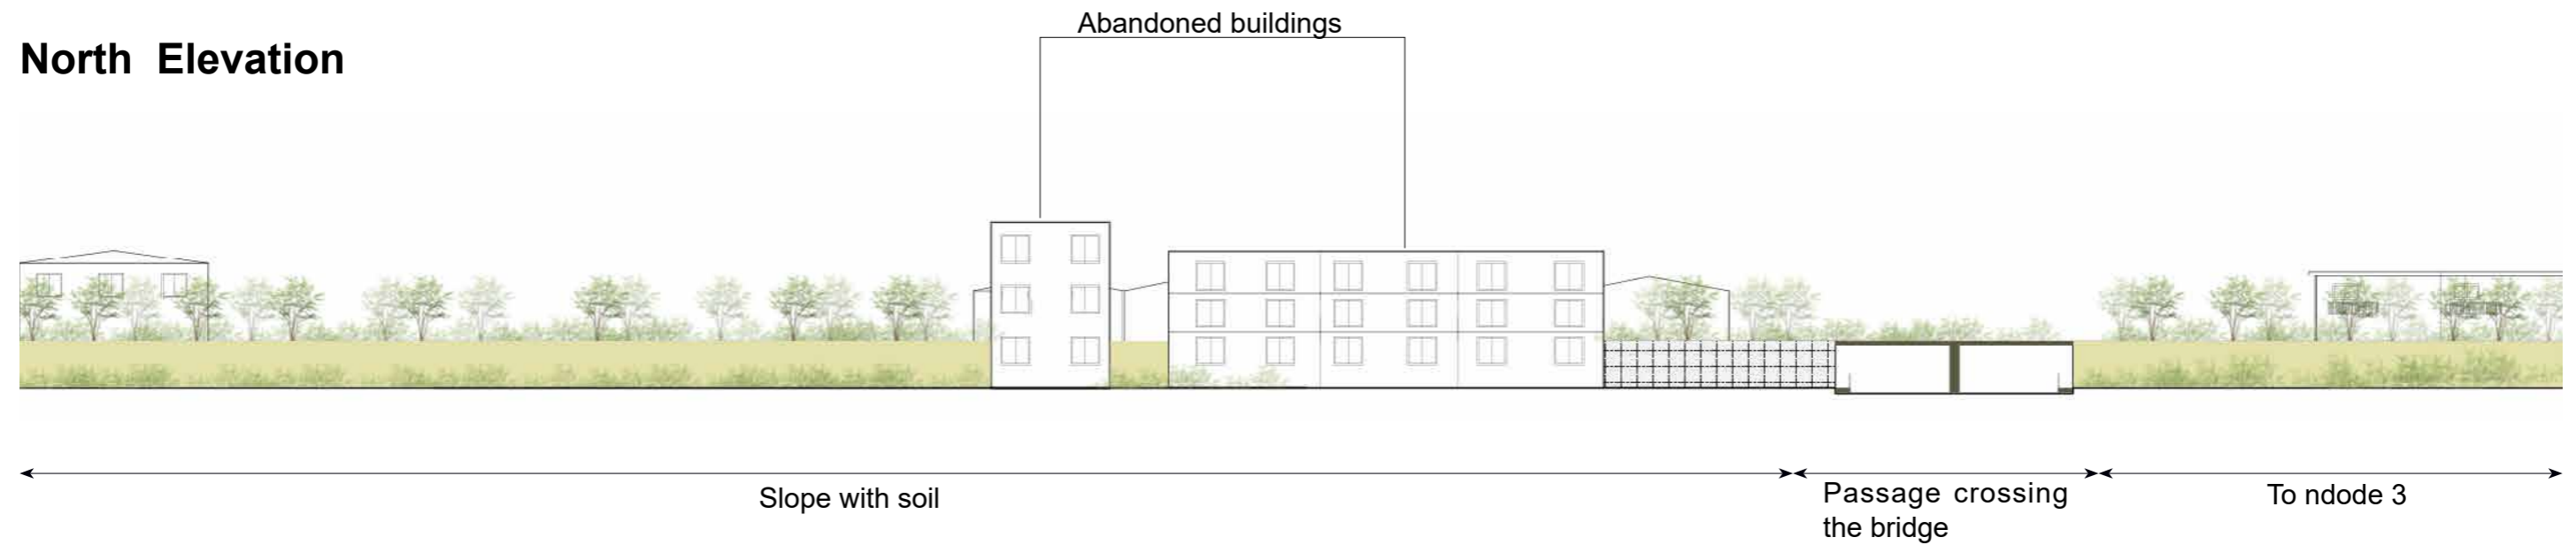 Abandoned buildings
North Elevation
Slope with soil
Passage crossing
the bridge
To ndode 3